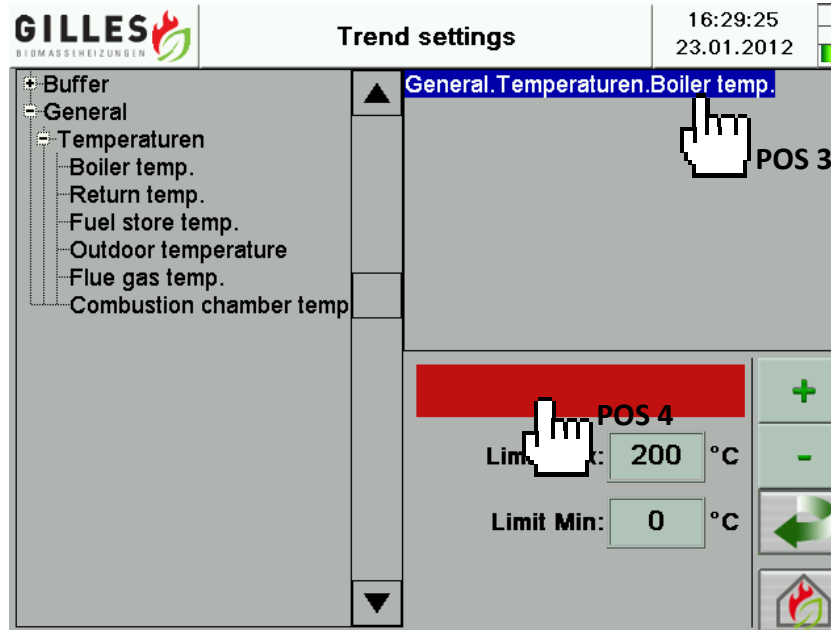 GILLES
BIOMASSEHEIZUNGEN
Trend settings
16:29:25
23.01.2012
Buffer
General
Temperaturen
Boiler temp.
Return temp.
Fuel store temp.
Outdoor temperature
Flue gas temp.
Combustion chamber temp
General.Temperaturen.Boiler temp.
POS 3
POS 4
200 °C
Limit Min: 0 °C